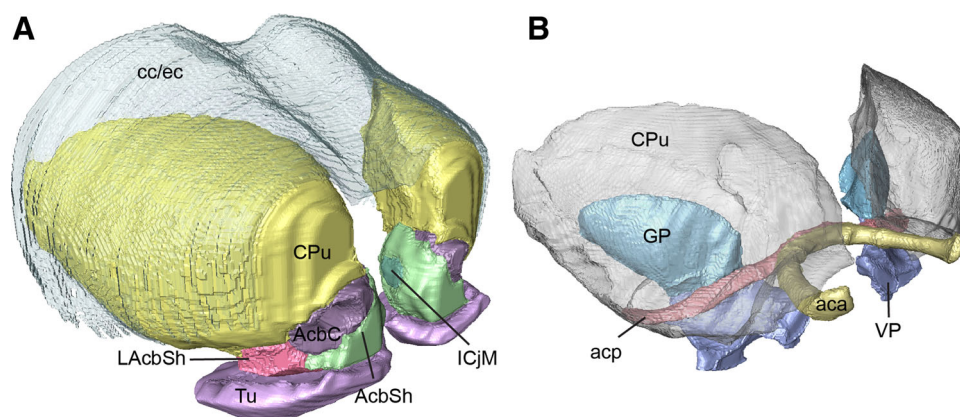 A
B
cc/ec
CPu
CPu
GP
AcbC
aca
VP
acp
LAcbSh
ICjM
Tu
AcbSh